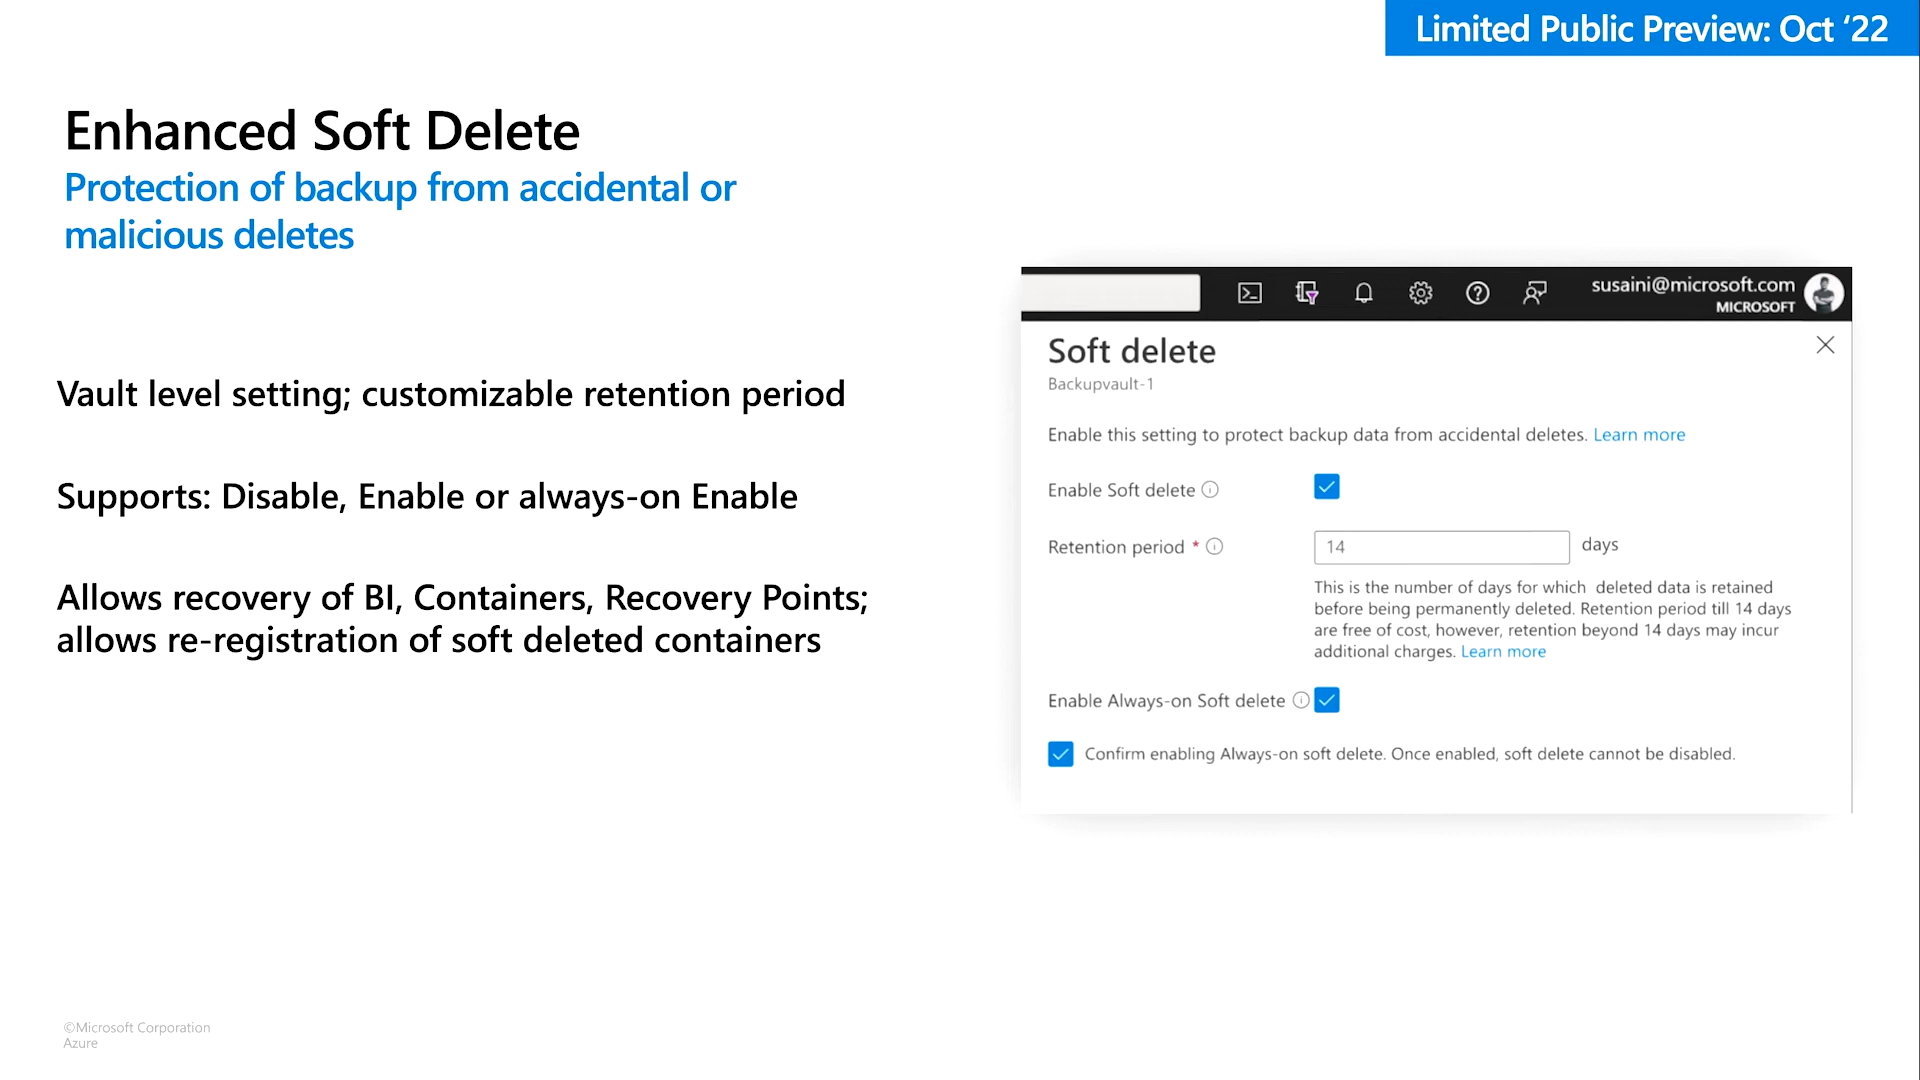 Limited Public Preview: Oct ‘22
Enhanced Soft Delete
Protection of backup from accidental or
malicious deletes
Vault level setting; customizable retention period
Supports: Disable, Enable or always-on Enable
Allows recovery of BI, Containers, Recovery Points;
allows re-registration of soft deleted containers
susaini@microsoft.com
MICROSOFT
Soft delete
Backupvault-1
Enable this setting to protect backup data from accidental deletes. Learn more
Enable Soft delete
Retention period * 14 days
This is the number of days for which deleted data is retained
before being permanently deleted. Retention period till 14 days
are free of cost, however, retention beyond 14 days may incur
additional charges. Learn more
Enable Always-on Soft delete
Confirm enabling Always-on soft delete. Once enabled, soft delete cannot be disabled.
©Microsoft Corporation
Azure